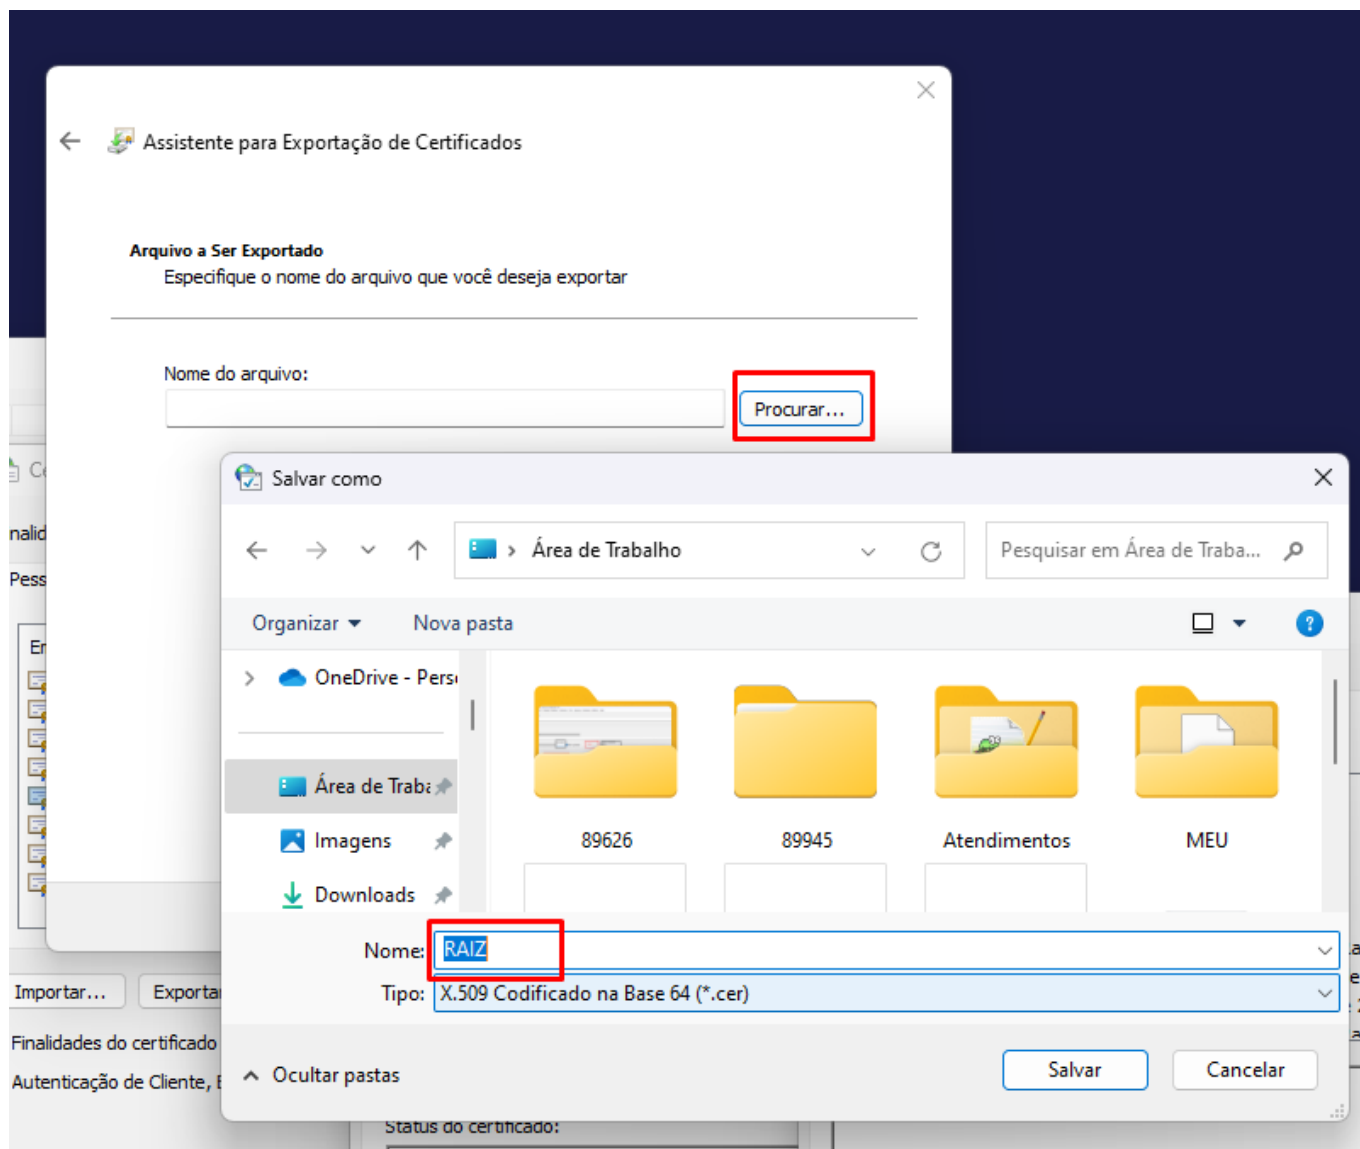 Assistente para Exportação de Certificados
Arquivo a Ser Exportado
Especifique o nome do arquivo que você deseja exportar
Nome do arquivo:
Procurar...
Salvar como
Área de Trabalho
Pesquisar em Área de Traba...
Organizar
Nova pasta
OneDrive - Perso
Área de Traba
Imagens
Downloads
89626
89945
Atendimentos
MEU
Nome: RAIZ
Tipo: X.509 Codificado na Base 64 (*.cer)
Ocultar pastas
Salvar
Cancelar
Importar...
Exportar
Finalidades do certificado
Autenticação de Cliente,
Status do certificado: